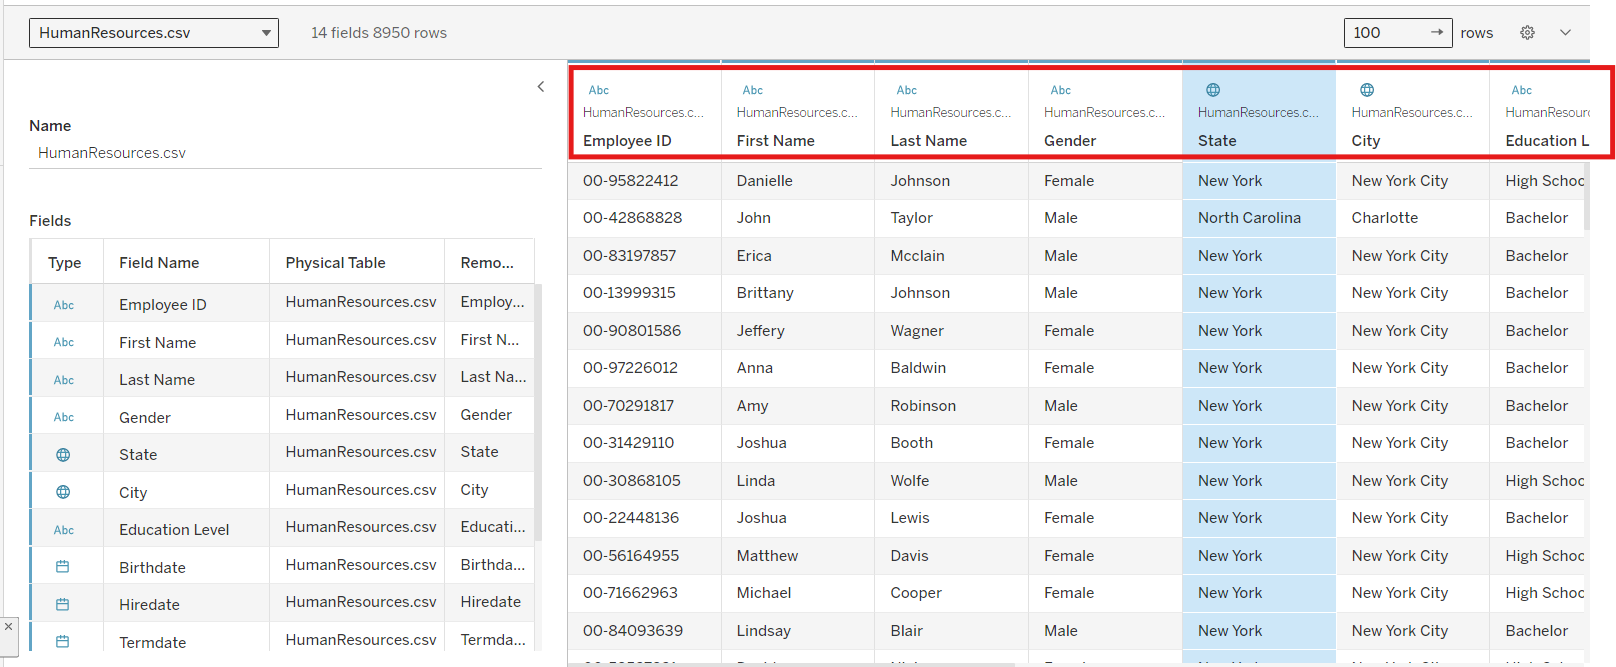 HumanResources.csv 14 fields 8950 rows 100 → rows
Name
HumanResources.csv
Fields
Type Field Name Physical Table Remo...
Abc Employee ID HumanResources.csv Employ...
Abc First Name HumanResources.csv First N...
Abc Last Name HumanResources.csv Last Na...
Abc Gender HumanResources.csv Gender
State HumanResources.csv State
City HumanResources.csv City
Abc Education Level HumanResources.csv Educati...
Birthdate HumanResources.csv Birthda...
Hiredate HumanResources.csv Hiredate
Termdate HumanResources.csv Termda...
Abc Abc Abc Abc Abc
HumanResources.c... HumanResources.c... HumanResources.c... HumanResources.c... HumanResources.c... HumanResources.c... HumanResour
Employee ID First Name Last Name Gender State City Education L
00-95822412 Danielle Johnson Female New York New York City High Schoo
00-42868828 John Taylor Male North Carolina Charlotte Bachelor
00-83197857 Erica Mcclain Male New York New York City Bachelor
00-13999315 Brittany Johnson Male New York New York City Bachelor
00-90801586 Jeffery Wagner Female New York New York City Bachelor
00-97226012 Anna Baldwin Female New York New York City Bachelor
00-70291817 Amy Robinson Male New York New York City Bachelor
00-31429110 Joshua Booth Female New York New York City Bachelor
00-30868105 Linda Wolfe Male New York New York City High Schoo
00-22448136 Joshua Lewis Female New York New York City Bachelor
00-56164955 Matthew Davis Female New York New York City High Schoo
00-71662963 Michael Cooper Female New York New York City High Schoo
00-84093639 Lindsay Blair Male New York New York City Bachelor